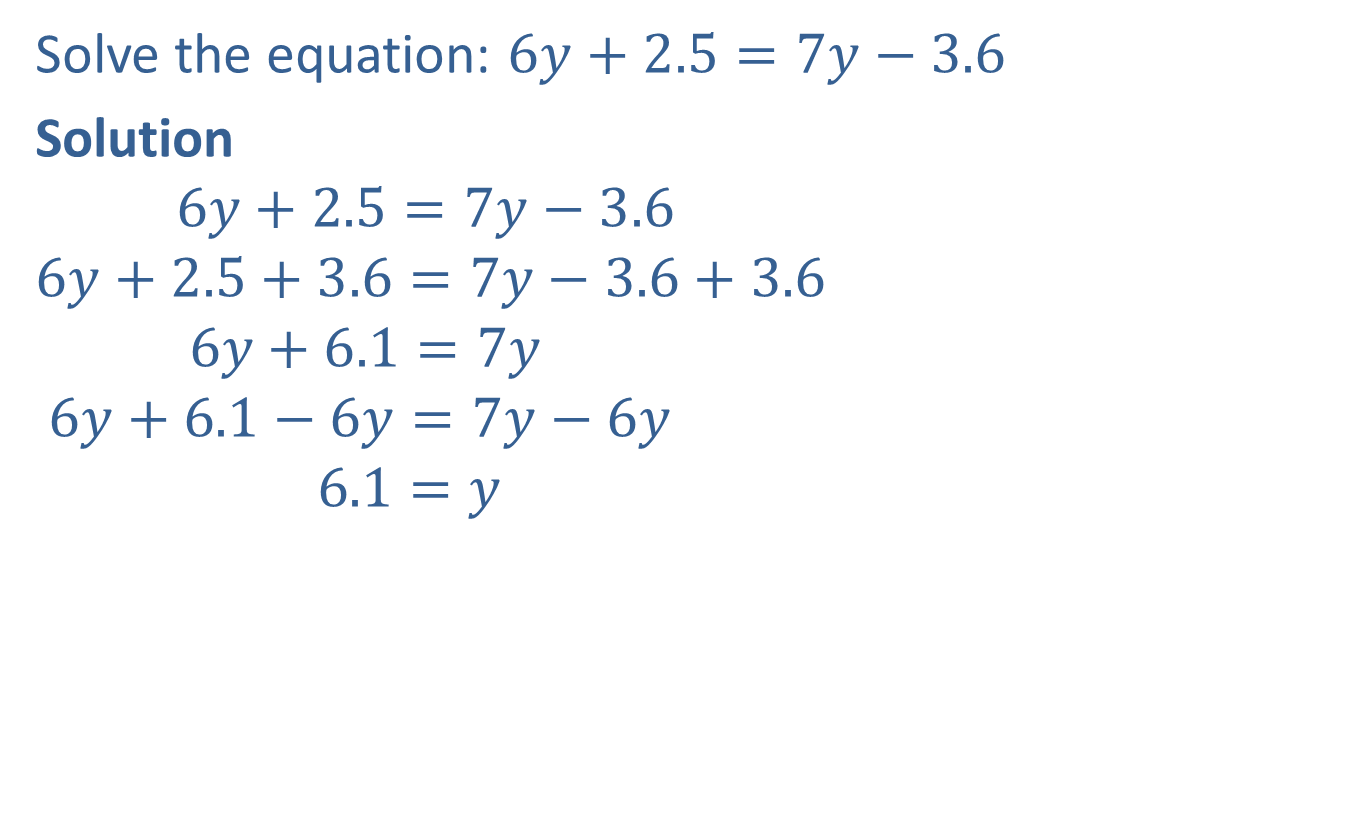 Solve the equation: 6𝑦 + 2.5 = 7𝑦 − 3.6
Solution
6𝑦 + 2.5 = 7𝑦 − 3.6
6𝑦 + 2.5 + 3.6 = 7𝑦 − 3.6 + 3.6
6𝑦 + 6.1 = 7𝑦
6𝑦 + 6.1 − 6𝑦 = 7𝑦 − 6𝑦
6.1 = 𝑦